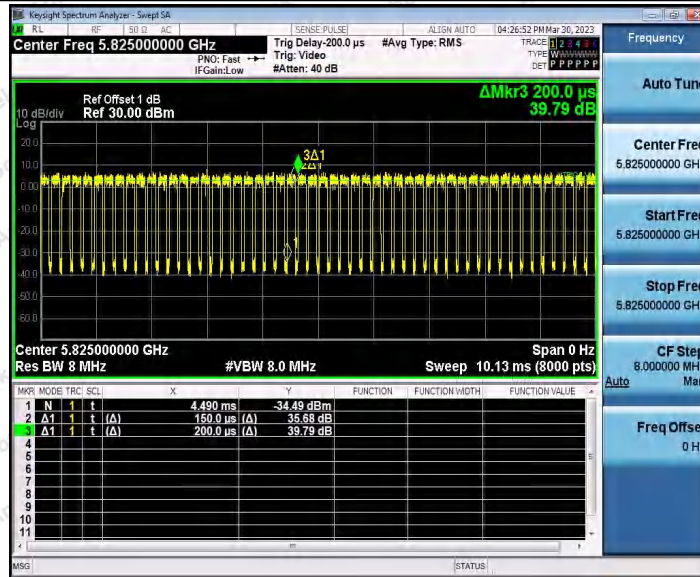 Keysight Spectrum Analyzer - Swept SA
RL RF 50 Ω AC SENSE:PULSE ALIGN AUTO 04:26:52 PM Mar 30, 2023
Center Freq 5.825000000 GHz
PNO: Fast
IFGain:Low
Trig Delay-200.0 µs
Trig: Video
#Atten: 40 dB
#Avg Type: RMS
TRACE 1 2 3 4 5 6
TYPE W
DET P P P P P P
ΔMkr3 200.0 µs
39.79 dB
Ref Offset 1 dB
10 dB/div Ref 30.00 dBm
Log
20.0
10.0
0.00
-10.0
-20.0
-30.0
-40.0
-50.0
-60.0
3Δ1
2Δ1
1
Center 5.825000000 GHz Span 0 Hz
Res BW 8 MHz #VBW 8.0 MHz Sweep 10.13 ms (8000 pts)
MKR MODE TRC SCL X Y FUNCTION FUNCTION WIDTH FUNCTION VALUE
1 N 1 t 4.490 ms -34.49 dBm
2 Δ1 1 t (Δ) 150.0 µs (Δ) 35.68 dB
3 Δ1 1 t (Δ) 200.0 µs (Δ) 39.79 dB
4
5
6
7
8
9
10
11
MSG STATUS
Frequency
Auto Tune
Center Freq
5.825000000 GH
Start Freq
5.825000000 GH
Stop Freq
5.825000000 GH
CF Step
8.000000 MH
Auto Man
Freq Offset
0 H